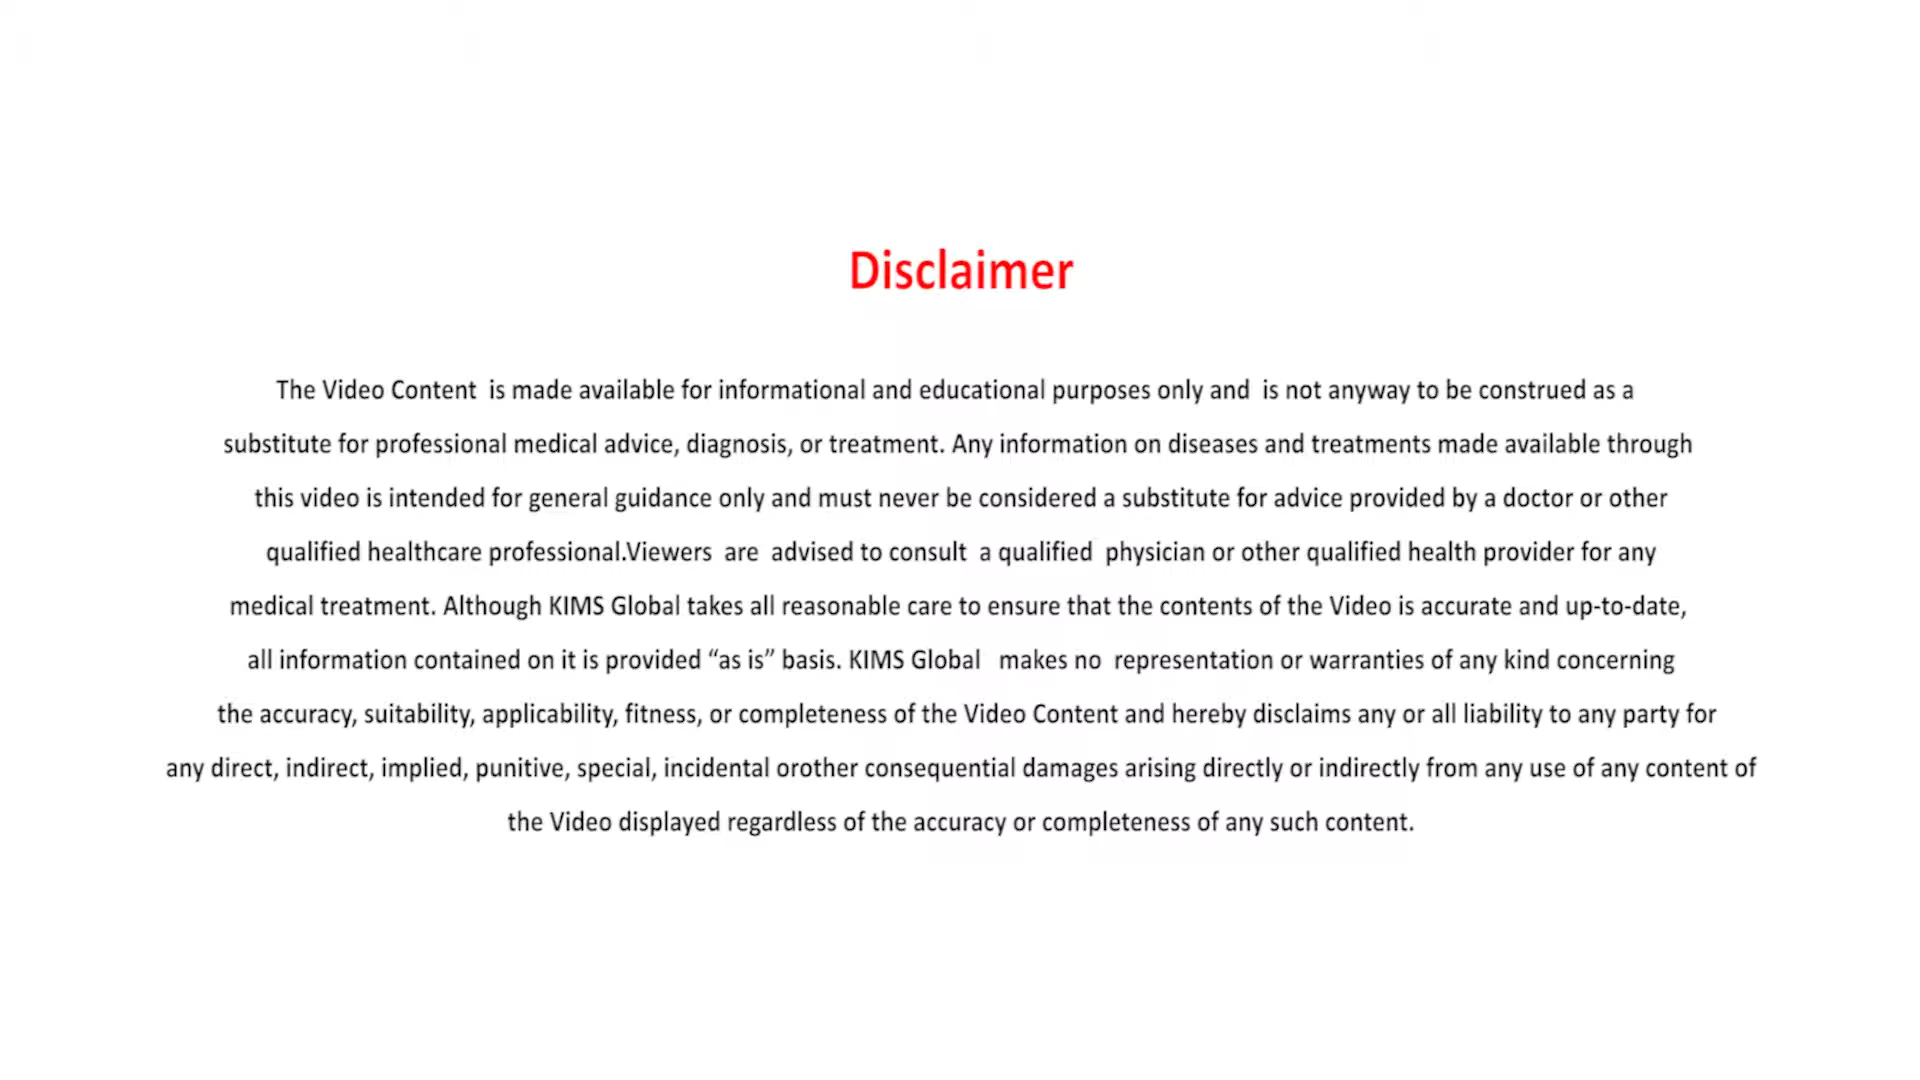 Disclaimer
The Video Content  is made available for informational and educational purposes only and  is not anyway to be construed as a
substitute for professional medical advice, diagnosis, or treatment. Any information on diseases and treatments made available through
this video is intended for general guidance only and must never be considered a substitute for advice provided by a doctor or other
qualified healthcare professional.Viewers  are  advised to consult  a qualified  physician or other qualified health provider for any
medical treatment. Although KIMS Global takes all reasonable care to ensure that the contents of the Video is accurate and up-to-date,
all information contained on it is provided “as is” basis. KIMS Global   makes no  representation or warranties of any kind concerning
the accuracy, suitability, applicability, fitness, or completeness of the Video Content and hereby disclaims any or all liability to any party for
any direct, indirect, implied, punitive, special, incidental orother consequential damages arising directly or indirectly from any use of any content of
the Video displayed regardless of the accuracy or completeness of any such content.